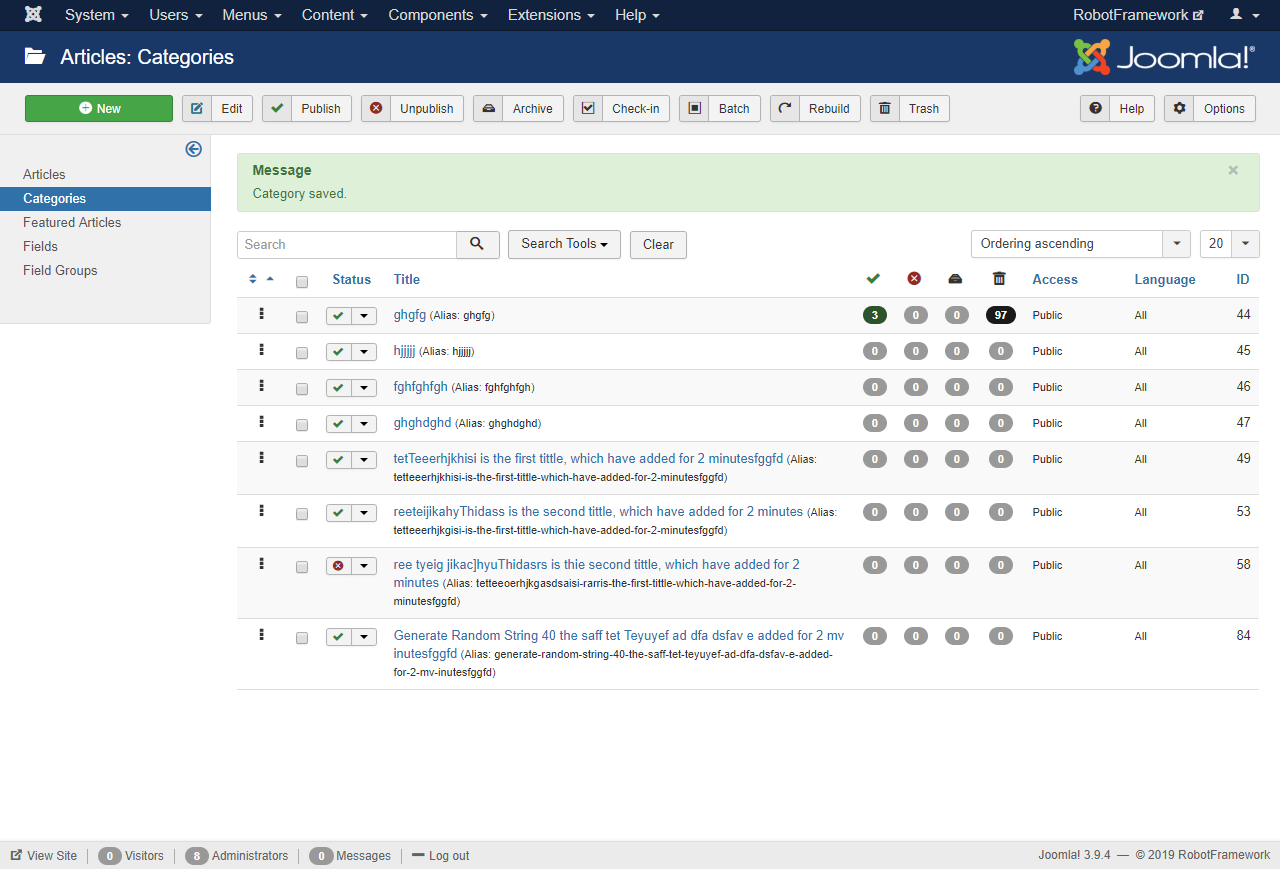 System Users Menus Content Components Extensions Help RobotFramework
Articles: Categories Joomla!®
New Edit Publish Unpublish Archive Check-in Batch Rebuild Trash Help Options
Articles
Categories
Featured Articles
Fields
Field Groups
Message ×
Category saved.
Search Search Tools Clear Ordering ascending 20
Status Title Access Language ID
ghgfg (Alias: ghgfg) 3 0 0 97 Public All 44
hjjjjj (Alias: hjjjjj) 0 0 0 0 Public All 45
fghfghfgh (Alias: fghfghfgh) 0 0 0 0 Public All 46
ghghdghd (Alias: ghghdghd) 0 0 0 0 Public All 47
tetTeeerhjkhisi is the first tittle, which have added for 2 minutesfggfd (Alias: 0 0 0 0 Public All 49
tetteeerhjkhisi-is-the-first-tittle-which-have-added-for-2-minutesfggfd)
reeteijikahyThidass is the second tittle, which have added for 2 minutes (Alias: 0 0 0 0 Public All 53
tetteeerhjkgisi-is-the-first-tittle-which-have-added-for-2-minutesfggfd)
ree tyeig jikac]hyuThidasrs is thie second tittle, which have added for 2 0 0 0 0 Public All 58
minutes (Alias: tetteeoerhjkgasdsaisi-rarris-the-first-tittle-which-have-added-for-2-
minutesfggfd)
Generate Random String 40 the saff tet Teyuyef ad dfa dsfav e added for 2 mv 0 0 0 0 Public All 84
inutesfggfd (Alias: generate-random-string-40-the-saff-tet-teyuyef-ad-dfa-dsfav-e-added-
for-2-mv-inutesfggfd)
View Site 0 Visitors 8 Administrators 0 Messages Log out Joomla! 3.9.4 — © 2019 RobotFramework